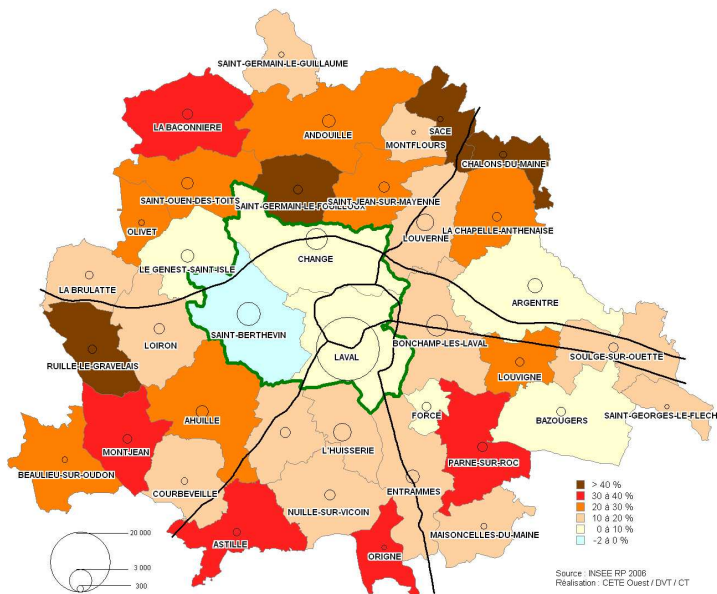 SAINT-GERMAIN-LE-GUILLAUME
LA BACONNIERE
ANDOUILLE
SACE
MONTFLOURS
CHALONS-DU-MAINE
SAINT-OUEN-DES-TOITS
SAINT-GERMAIN-LE-FOUILLOUX
SAINT-JEAN-SUR-MAYENNE
OLIVET
LOUVERNE
LA CHAPELLE-ANTHENAISE
CHANGE
LE GENEST-SAINT-ISLE
LA BRULATTE
ARGENTRE
SAINT-BERTHEVIN
LOIRON
BONCHAMP-LES-LAVAL
LAVAL
SOULGE-SUR-OUETTE
RUILLE-LE-GRAVELAIS
LOUVIGNE
AHUILLE
FORCE
SAINT-GEORGES-LE-FLECH
BAZOUGERS
MONTJEAN
L'HUISSERIE
PARNE-SUR-ROC
BEAULIEU-SUR-OUDON
ENTRAMMES
COURBEVEILLE
NUILLE-SUR-VICOIN
MAISONCELLES-DU-MAINE
ASTILLE
ORIGNE
> 40 %
30 à 40 %
20 à 30 %
10 à 20 %
0 à 10 %
-2 à 0 %
20 000
3 000
300
Source : INSEE RP 2006
Réalisation : CETE Ouest / DVT / CT